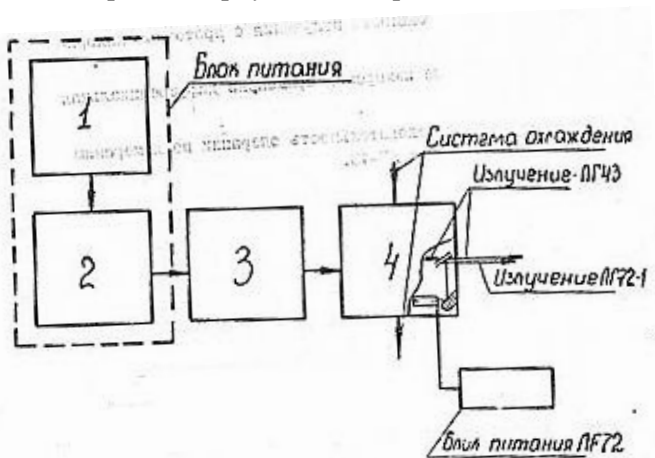 Блок питания
1
Система охлаждения
Излучение-ЛГ43
2
3
4
Излучение ЛГ72-1
Блок питания ЛГ72